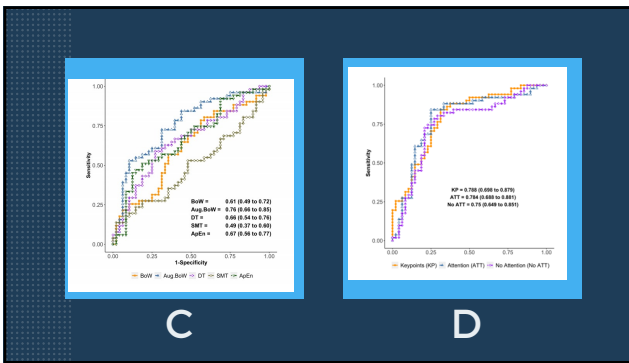 1.00
0.75
0.50
0.25
0.00
Sensitivity
BoW = 0.61 (0.49 to 0.72)
Aug.BoW = 0.76 (0.66 to 0.85)
DT = 0.66 (0.54 to 0.76)
SMT = 0.49 (0.37 to 0.60)
ApEn = 0.67 (0.56 to 0.77)
0.00 0.25 0.50 0.75 1.00
1-Specificity
BoW Aug.BoW DT SMT ApEn
C
1.00
0.75
0.50
0.25
0.00
Sensitivity
KP = 0.788 (0.698 to 0.879)
ATT = 0.784 (0.688 to 0.881)
No ATT = 0.75 (0.649 to 0.851)
0.00 0.25 0.50 0.75 1.00
Keypoints (KP) Attention (ATT) No Attention (No ATT)
D